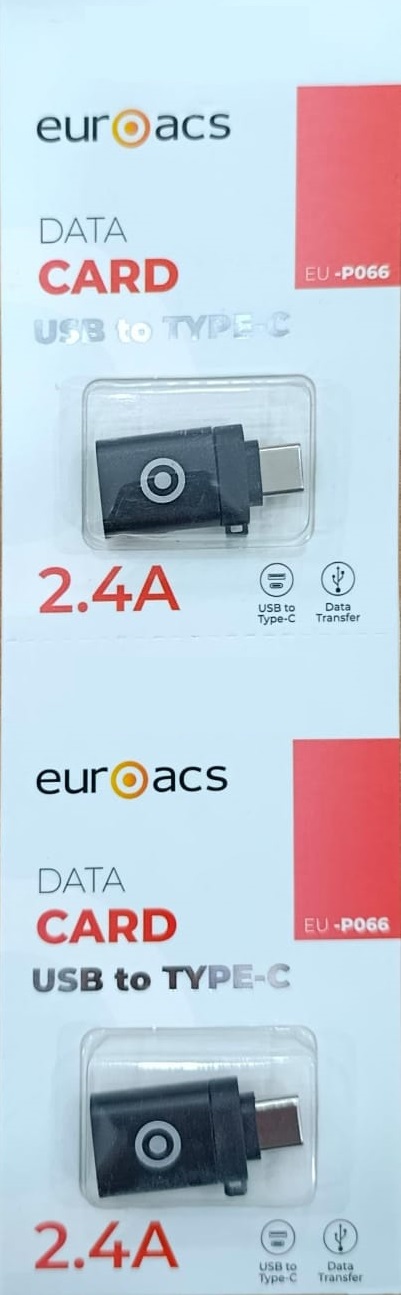 euroacs
DATA
CARD
EU -P066
USB to TYPE-C
2.4A
USB to
Type-C
Data
Transfer
euroacs
DATA
CARD
EU -P066
USB to TYPE-C
2.4A
USB to
Type-C
Data
Transfer